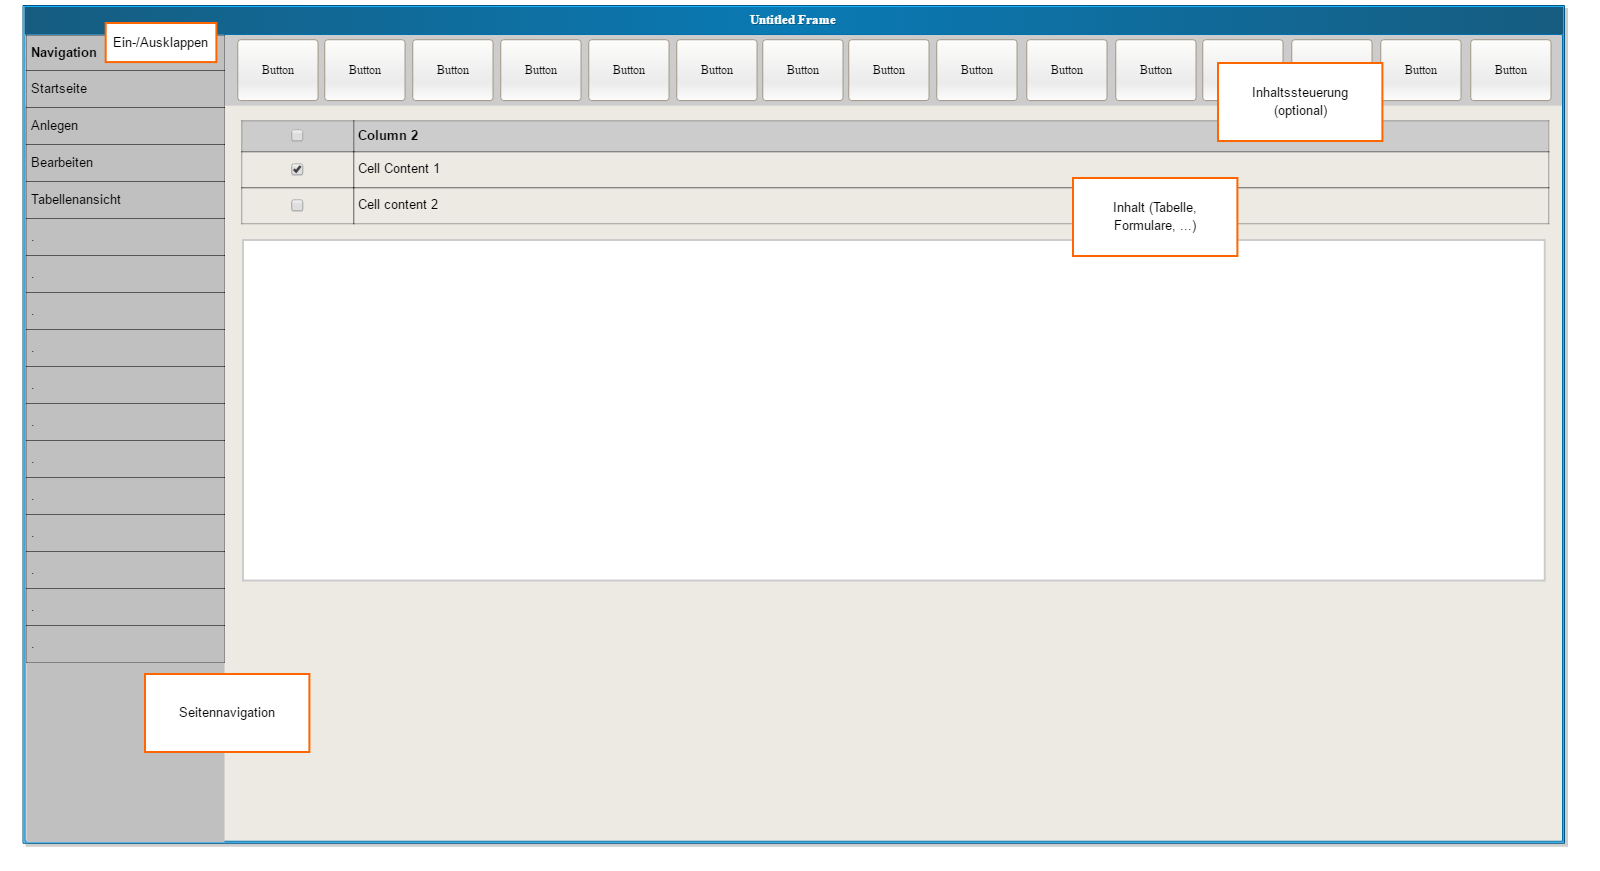 Untitled Frame
Navigation
Ein-/Ausklappen
Startseite
Anlegen
Bearbeiten
Tabellenansicht
.
.
.
.
.
.
.
.
.
.
.
.
Button Button Button Button Button Button Button Button Button Button Button Button Button
Inhaltssteuerung
(optional)
Column 2
Cell Content 1
Cell content 2
Inhalt (Tabelle,
Formulare, ...)
Seitennavigation